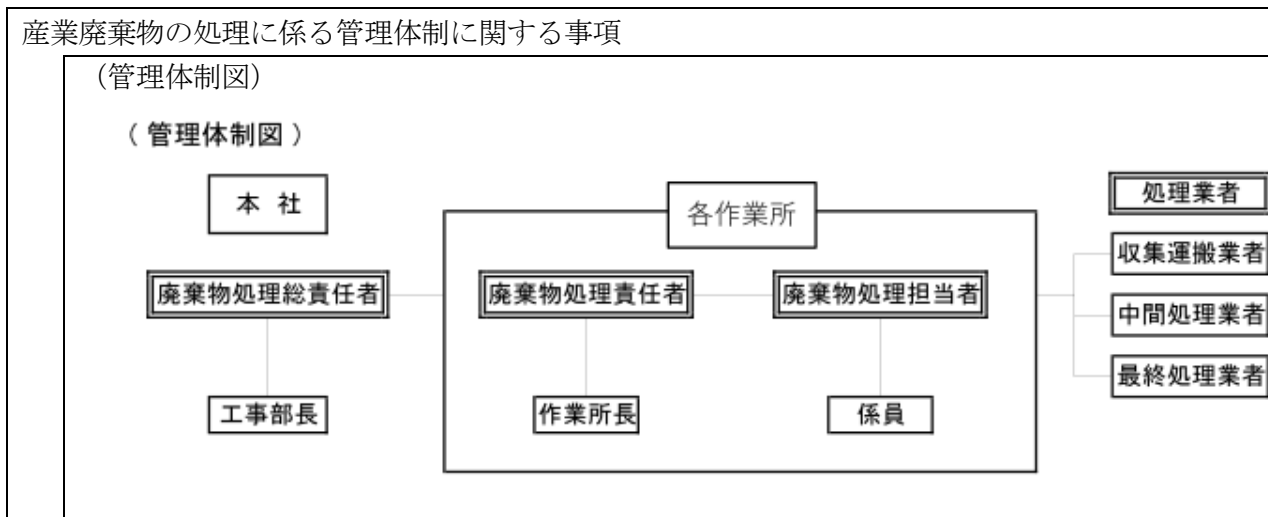 産業廃棄物の処理に係る管理体制に関する事項
（管理体制図）
（ 管理体制図 ）
本 社
各作業所
処理業者
収集運搬業者
廃棄物処理総責任者
廃棄物処理責任者
廃棄物処理担当者
中間処理業者
最終処理業者
工事部長
作業所長
係員